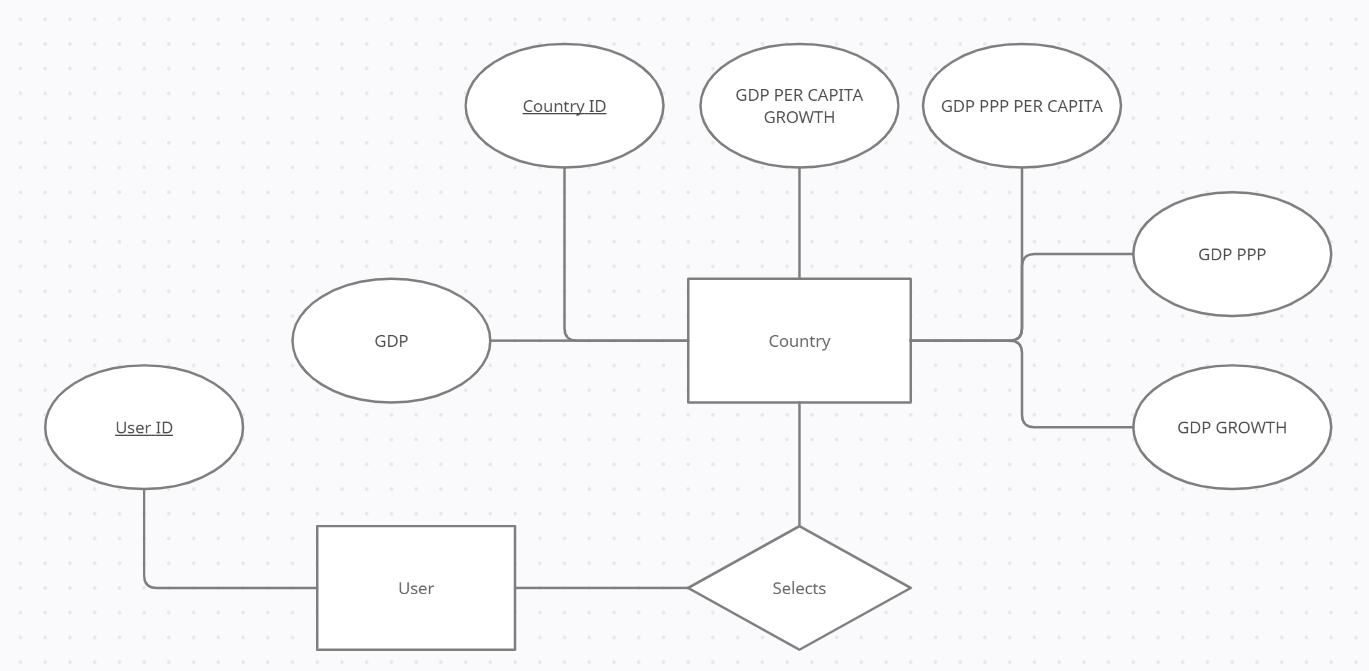 Country ID
GDP PER CAPITA
GROWTH
GDP PPP PER CAPITA
GDP PPP
GDP
Country
User ID
GDP GROWTH
User
Selects